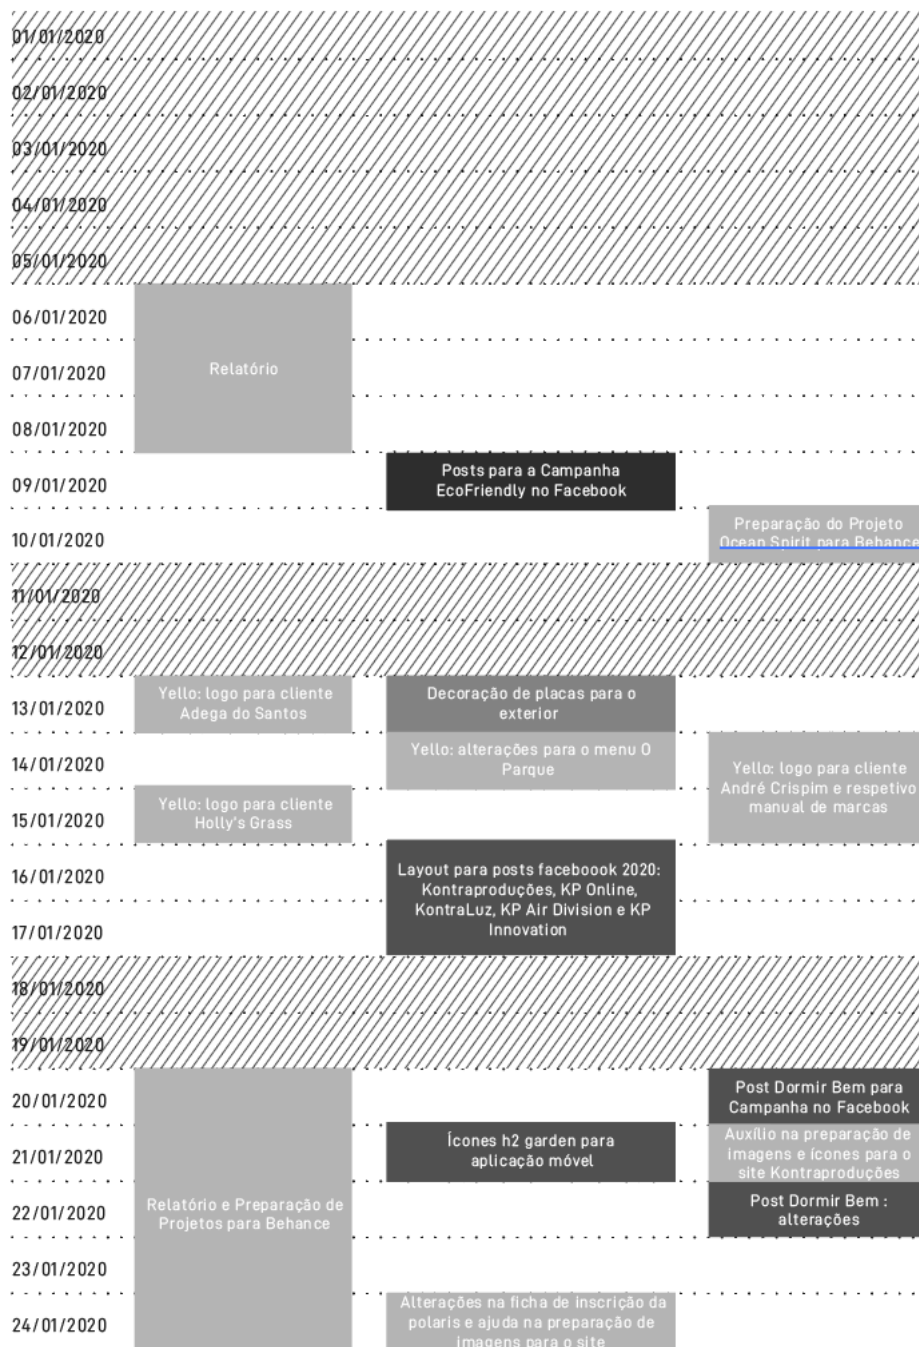 01/01/2020
02/01/2020
03/01/2020
04/01/2020
05/01/2020
06/01/2020
07/01/2020
Relatório
08/01/2020
09/01/2020
Posts para a Campanha
EcoFriendly no Facebook
10/01/2020
Preparação do Projeto
Ocean Spirit para Behance
11/01/2020
12/01/2020
13/01/2020
Yello: logo para cliente
Adega do Santos
Decoração de placas para o
exterior
14/01/2020
Yello: alterações para o menu O
Parque
Yello: logo para cliente
André Crispim e respetivo
manual de marcas
15/01/2020
Yello: logo para cliente
Holly's Grass
16/01/2020
Layout para posts faceboook 2020:
Kontraproduções, KP Online,
KontraLuz, KP Air Division e KP
Innovation
17/01/2020
18/01/2020
19/01/2020
20/01/2020
Post Dormir Bem para
Campanha no Facebook
21/01/2020
Ícones h2 garden para
aplicação móvel
Auxílio na preparação de
imagens e ícones para o
site Kontraproduções
22/01/2020
Relatório e Preparação de
Projetos para Behance
Post Dormir Bem :
alterações
23/01/2020
24/01/2020
Alterações na ficha de inscrição da
polaris e ajuda na preparação de
imagens para o site